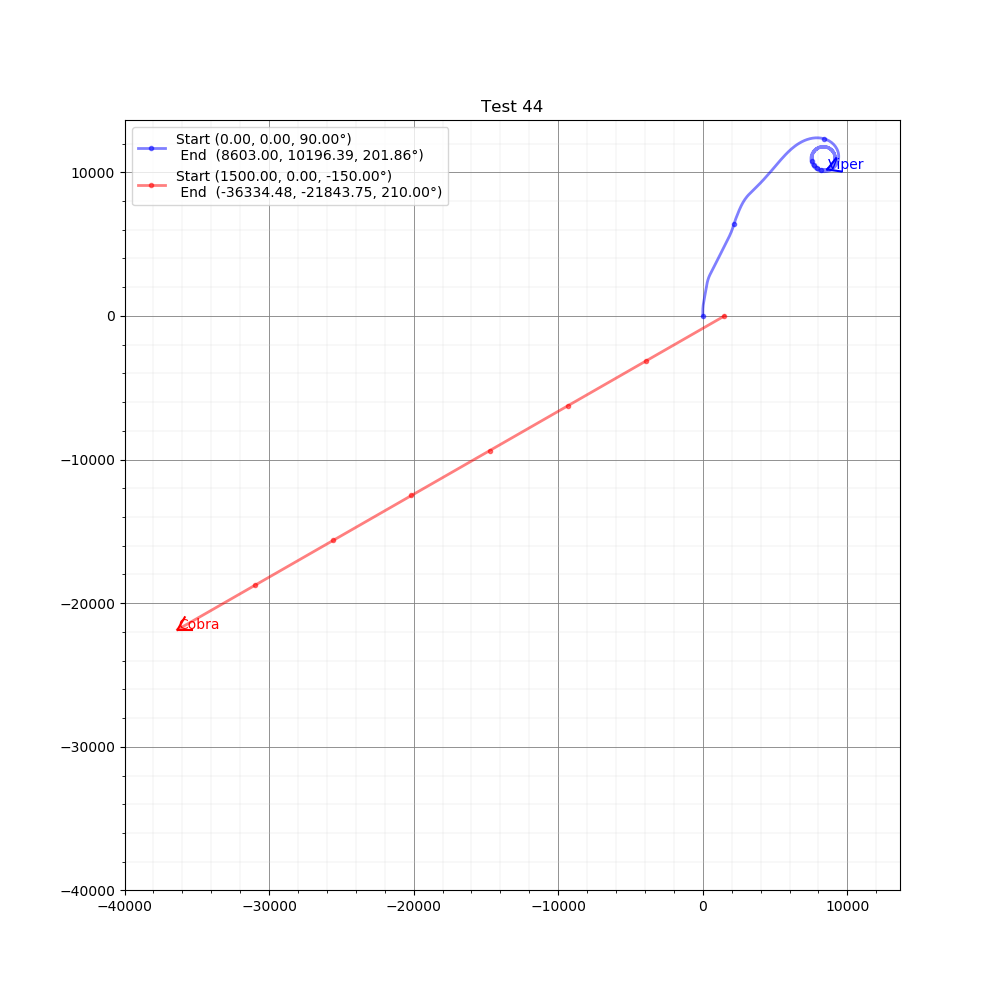 Test 44
Start (0.00, 0.00, 90.00°)
End (8603.00, 10196.39, 201.86°)
Start (1500.00, 0.00, -150.00°)
End (-36334.48, -21843.75, 210.00°)
Viper
Cobra
10000
0
−10000
−20000
−30000
−40000
−40000 −30000 −20000 −10000 0 10000